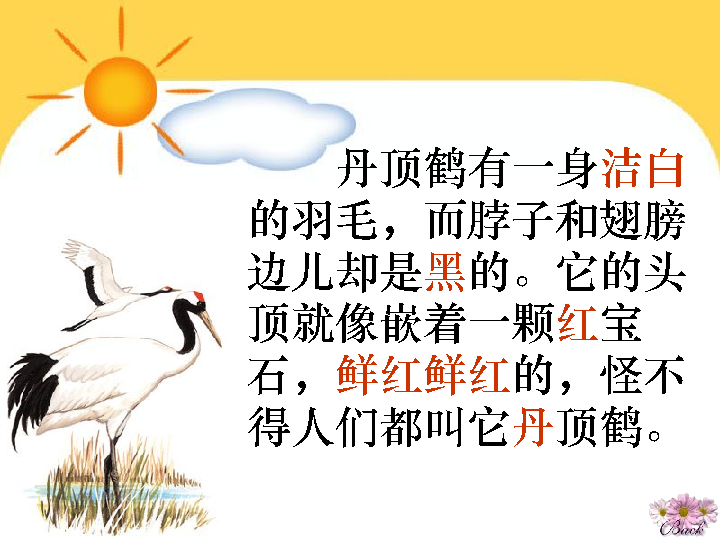 丹顶鹤有一身洁白
的羽毛，而脖子和翅膀
边儿却是黑的。它的头
顶就像嵌着一颗红宝
石，鲜红鲜红的，怪不
得人们都叫它丹顶鹤。
Back